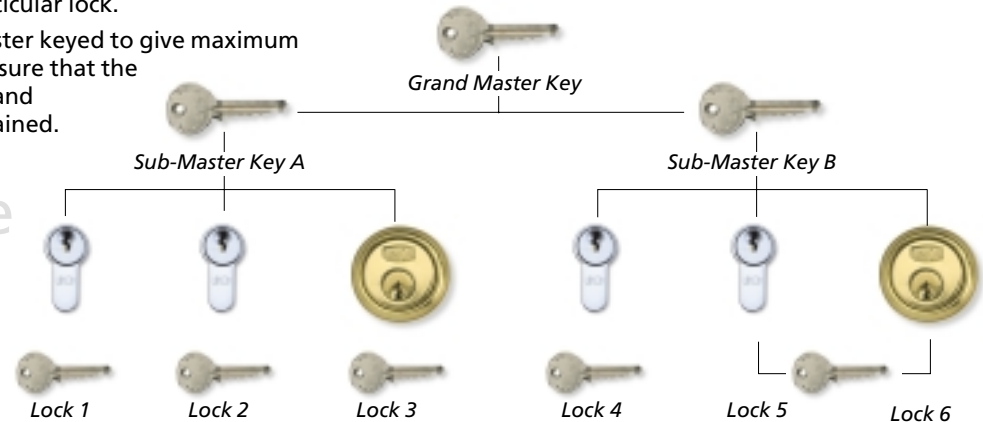 ticular lock.
ster keyed to give maximum
sure that the
and
ained.
e
Grand Master Key
Sub-Master Key A
Sub-Master Key B
Lock 1
Lock 2
Lock 3
Lock 4
Lock 5
Lock 6